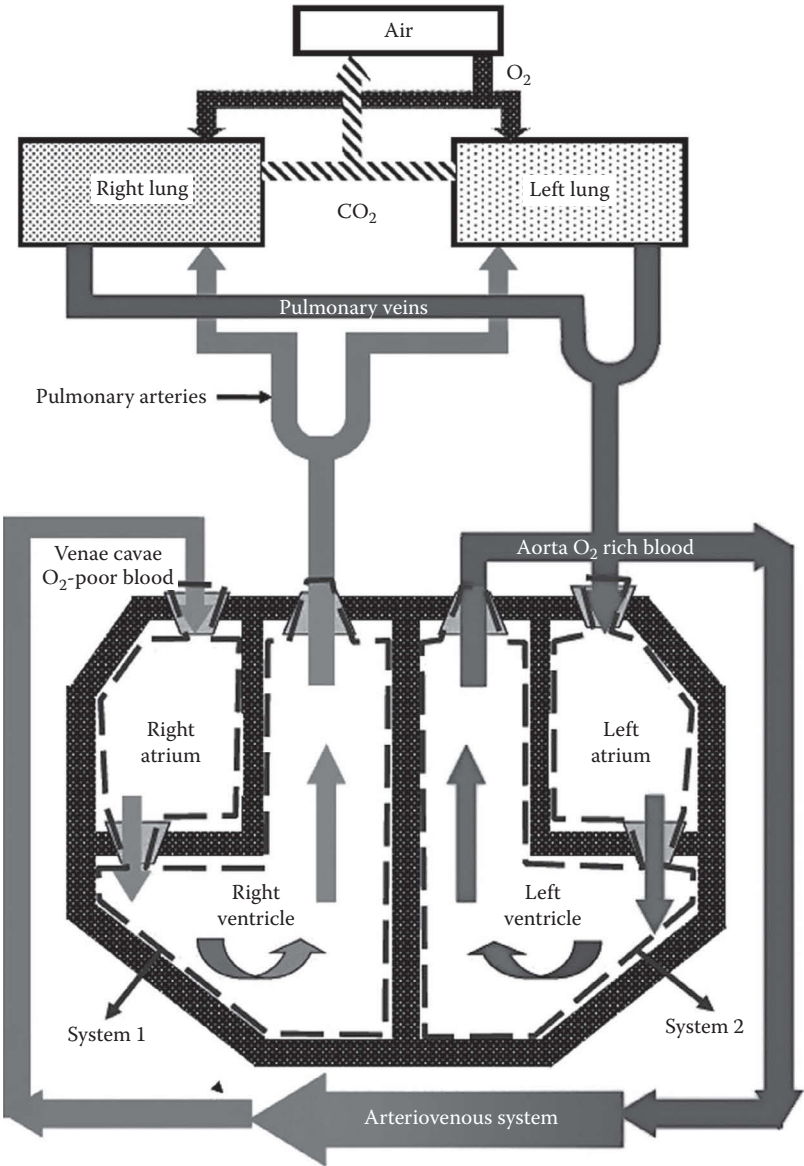 Air
O2
Right lung
Left lung
CO2
Pulmonary veins
Pulmonary arteries
Venae cavae
O2-poor blood
Aorta O2 rich blood
Right
atrium
Left
atrium
Right
ventricle
Left
ventricle
System 1
System 2
Arteriovenous system